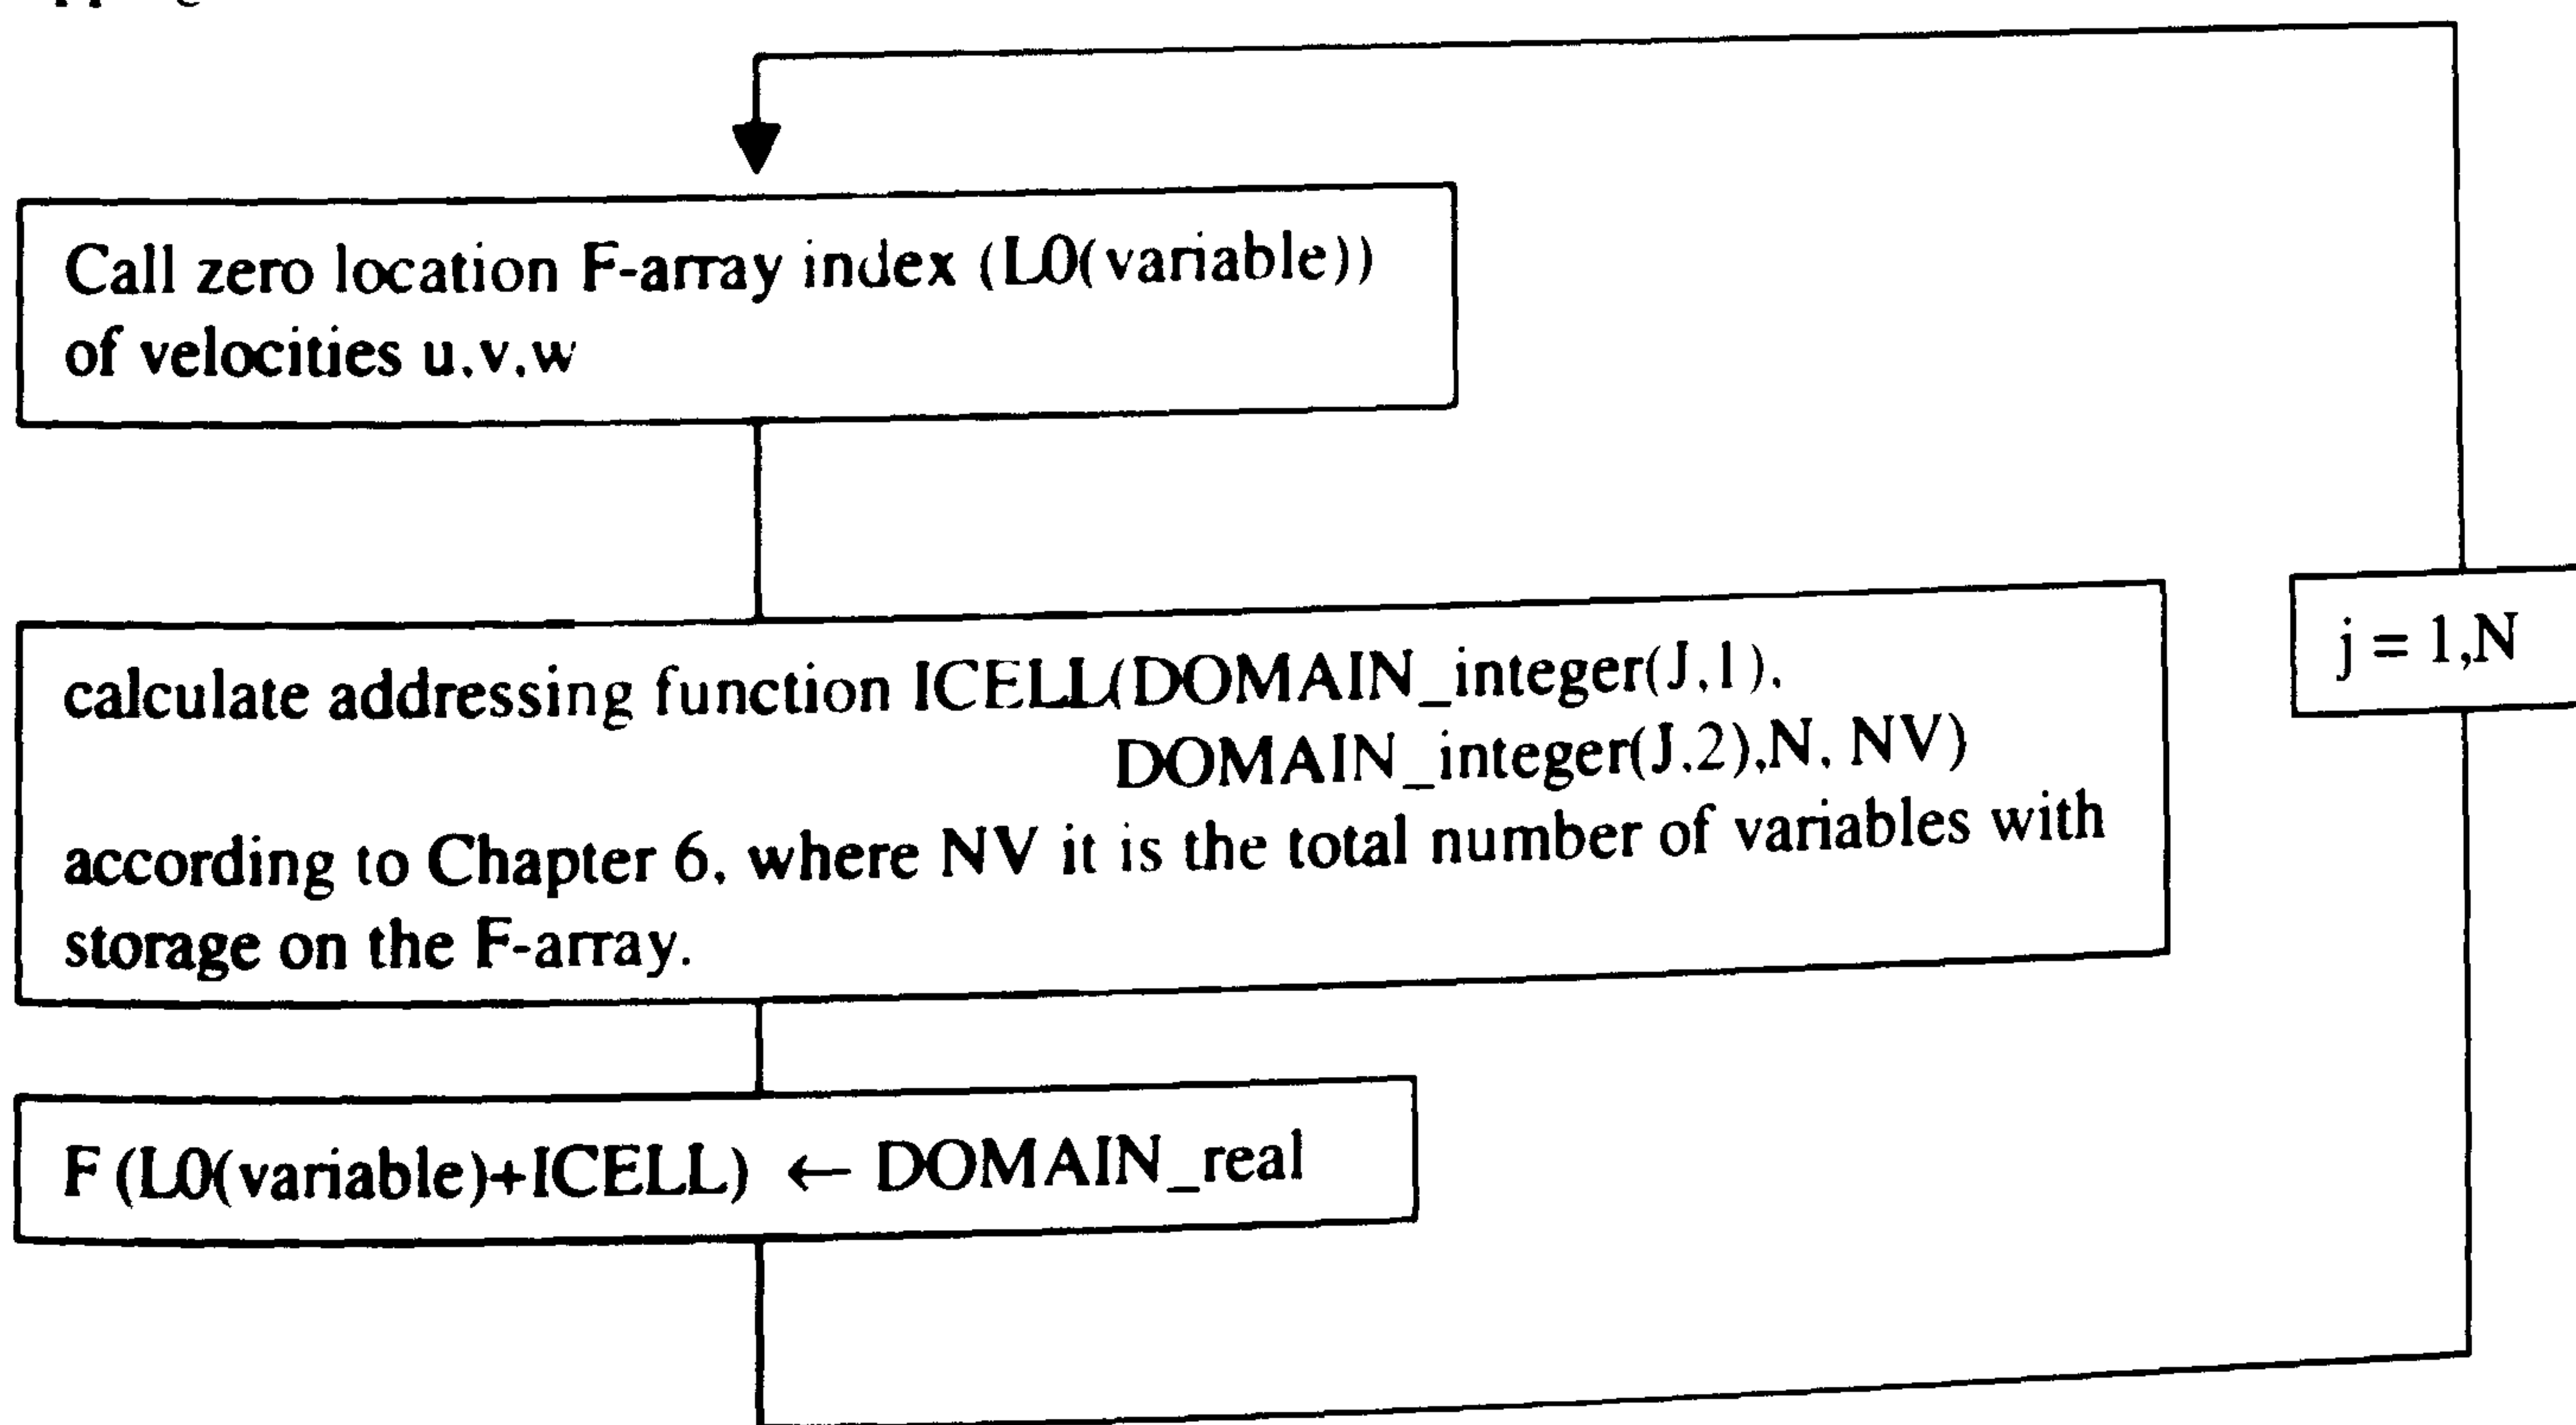 Call zero location F-array index (L0(variable))
of velocities u,v,w
calculate addressing function ICELL(DOMAIN_integer(J,1),
DOMAIN_integer(J,2),N, NV)
according to Chapter 6, where NV it is the total number of variables with
storage on the F-array.
j = 1,N
F (L0(variable)+ICELL) ← DOMAIN_real